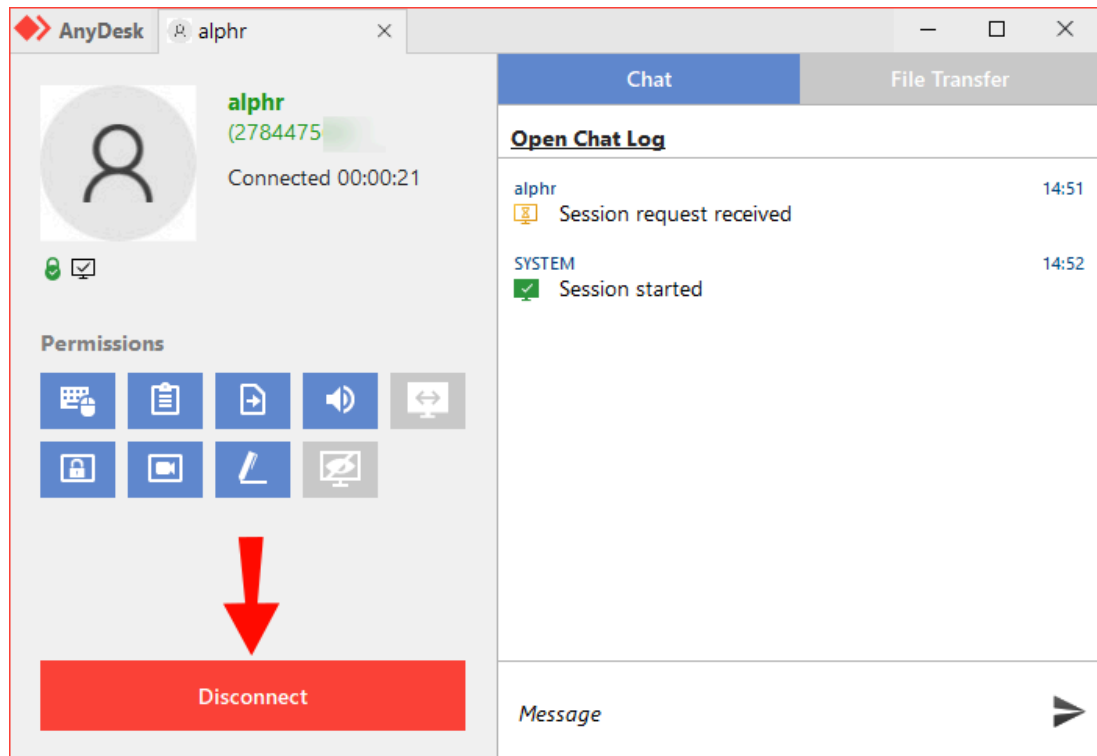 AnyDesk
alphr
alphr
(2784475
Connected 00:00:21
Permissions
Disconnect
Chat
File Transfer
Open Chat Log
alphr 14:51
Session request received
SYSTEM 14:52
Session started
Message